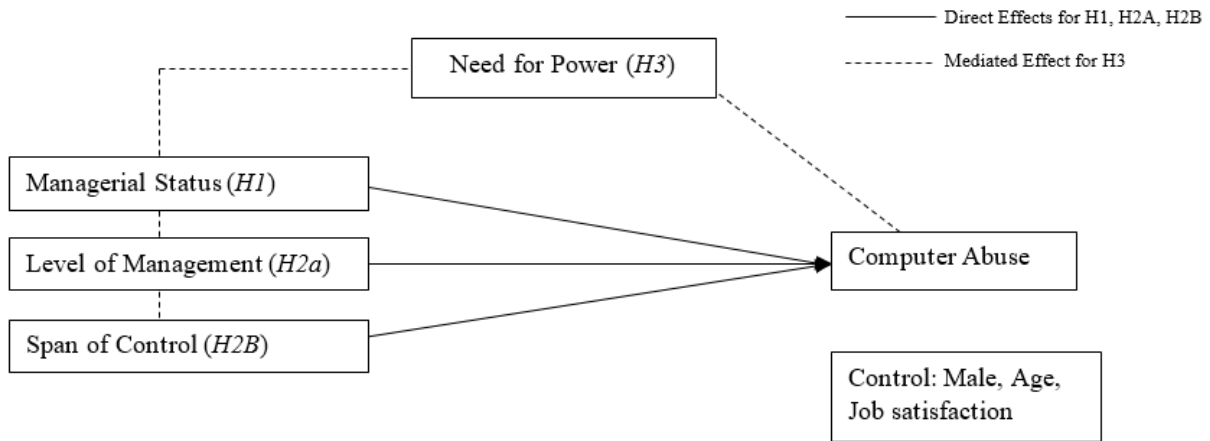 Direct Effects for H1, H2A, H2B
Need for Power (H3)
Mediated Effect for H3
Managerial Status (H1)
Level of Management (H2a)
Computer Abuse
Span of Control (H2B)
Control: Male, Age,
Job satisfaction